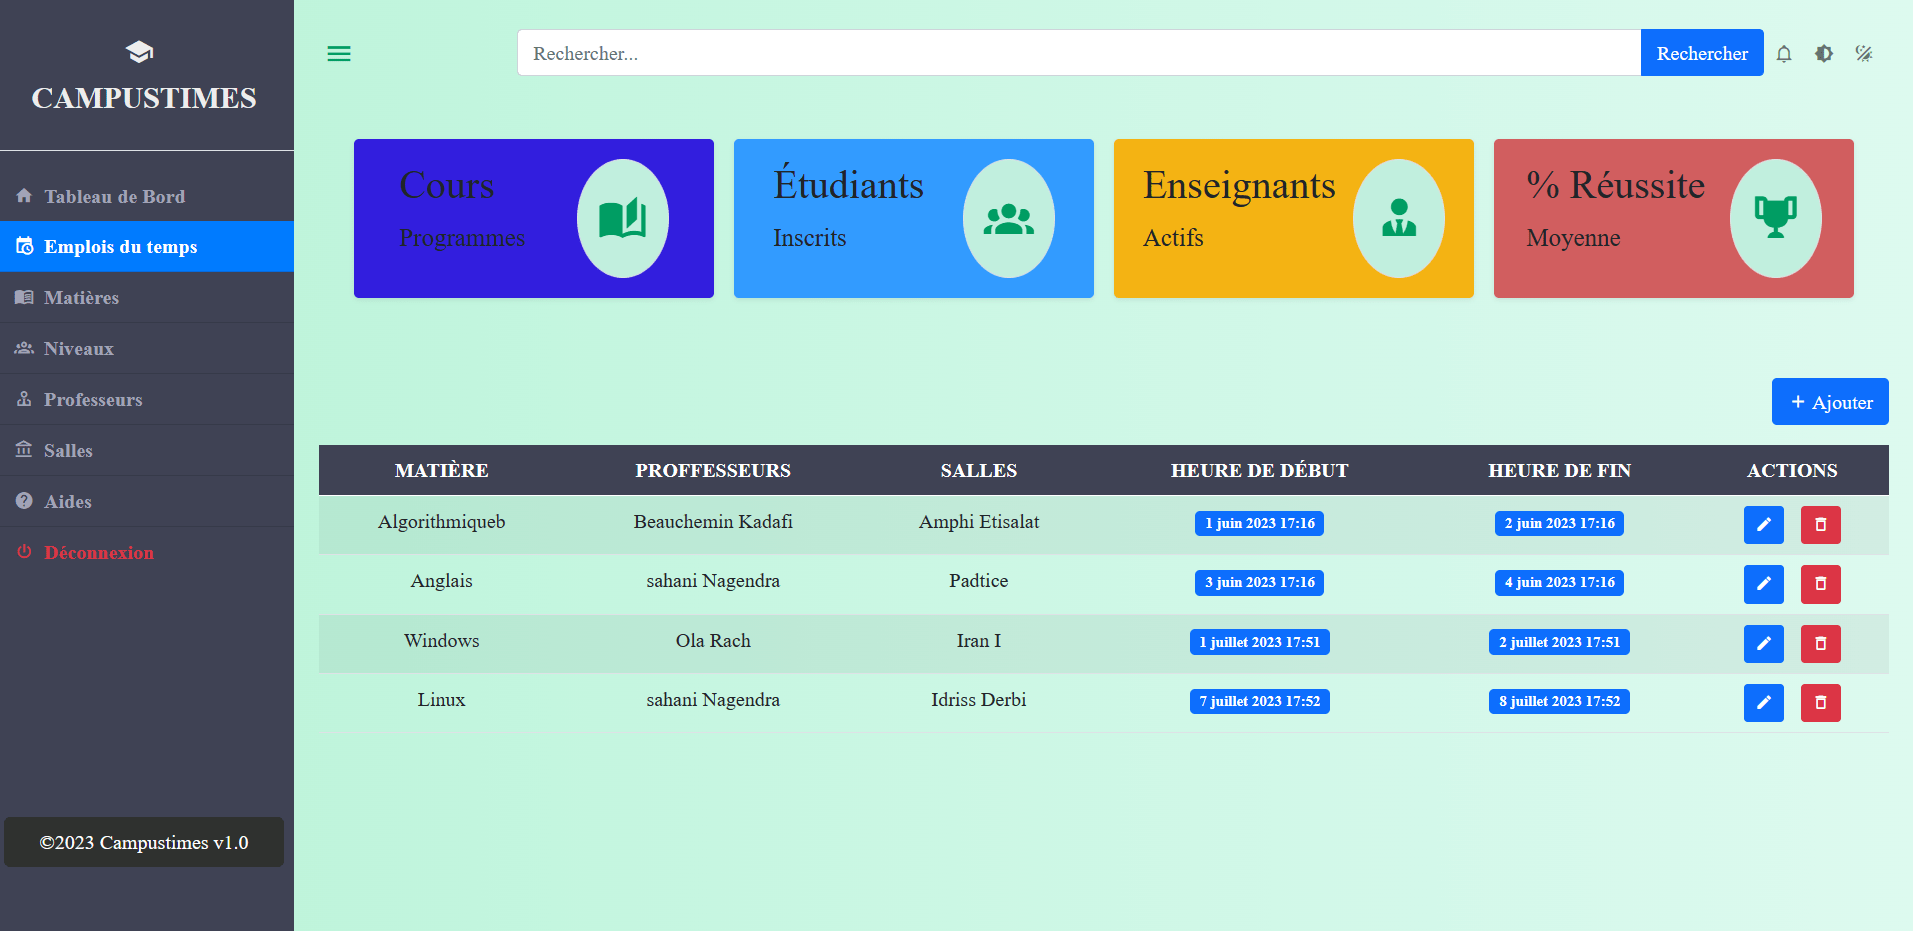 CAMPUSTIMES
Tableau de Bord
Emplois du temps
Matières
Niveaux
Professeurs
Salles
Aides
Déconnexion
©2023 Campustimes v1.0
Rechercher...
Rechercher
Cours
Programmes
Étudiants
Inscrits
Enseignants
Actifs
% Réussite
Moyenne
+ Ajouter
MATIÈRE PROFFESSEURS SALLES HEURE DE DÉBUT HEURE DE FIN ACTIONS
Algorithmiqueb Beauchemin Kadafi Amphi Etisalat 1 juin 2023 17:16 2 juin 2023 17:16
Anglais sahani Nagendra Padtice 3 juin 2023 17:16 4 juin 2023 17:16
Windows Ola Rach Iran I 1 juillet 2023 17:51 2 juillet 2023 17:51
Linux sahani Nagendra Idriss Derbi 7 juillet 2023 17:52 8 juillet 2023 17:52